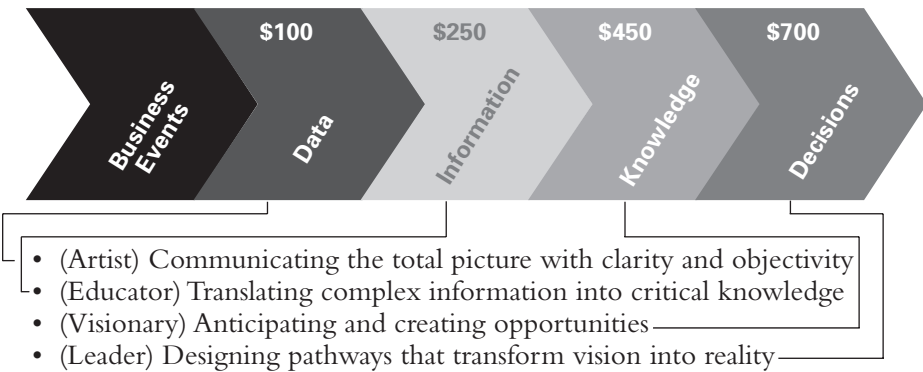 $100 $250 $450 $700
Business
Events
Data
Information
Knowledge
Decisions
• (Artist) Communicating the total picture with clarity and objectivity
• (Educator) Translating complex information into critical knowledge
• (Visionary) Anticipating and creating opportunities
• (Leader) Designing pathways that transform vision into reality